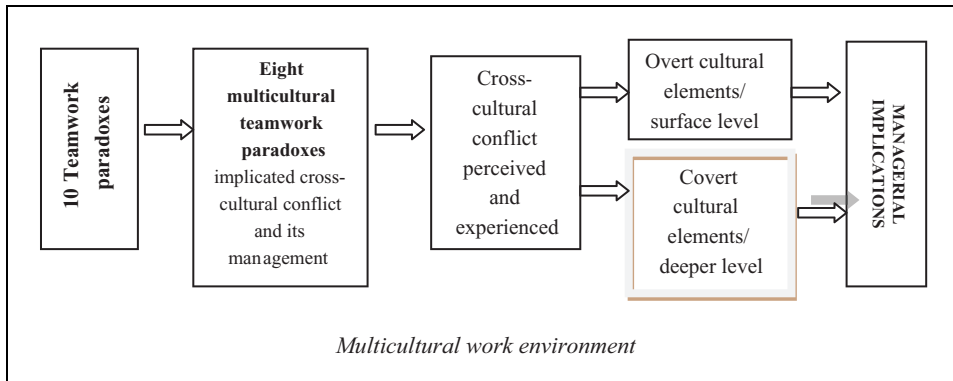 10 Teamwork
paradoxes
Eight
multicultural
teamwork
paradoxes
implicated cross-
cultural conflict
and its
management
Cross-
cultural
conflict
perceived
and
experienced
Overt cultural
elements/
surface level
Covert
cultural
elements/
deeper level
MANAGERIAL
IMPLICATIONS
Multicultural work environment